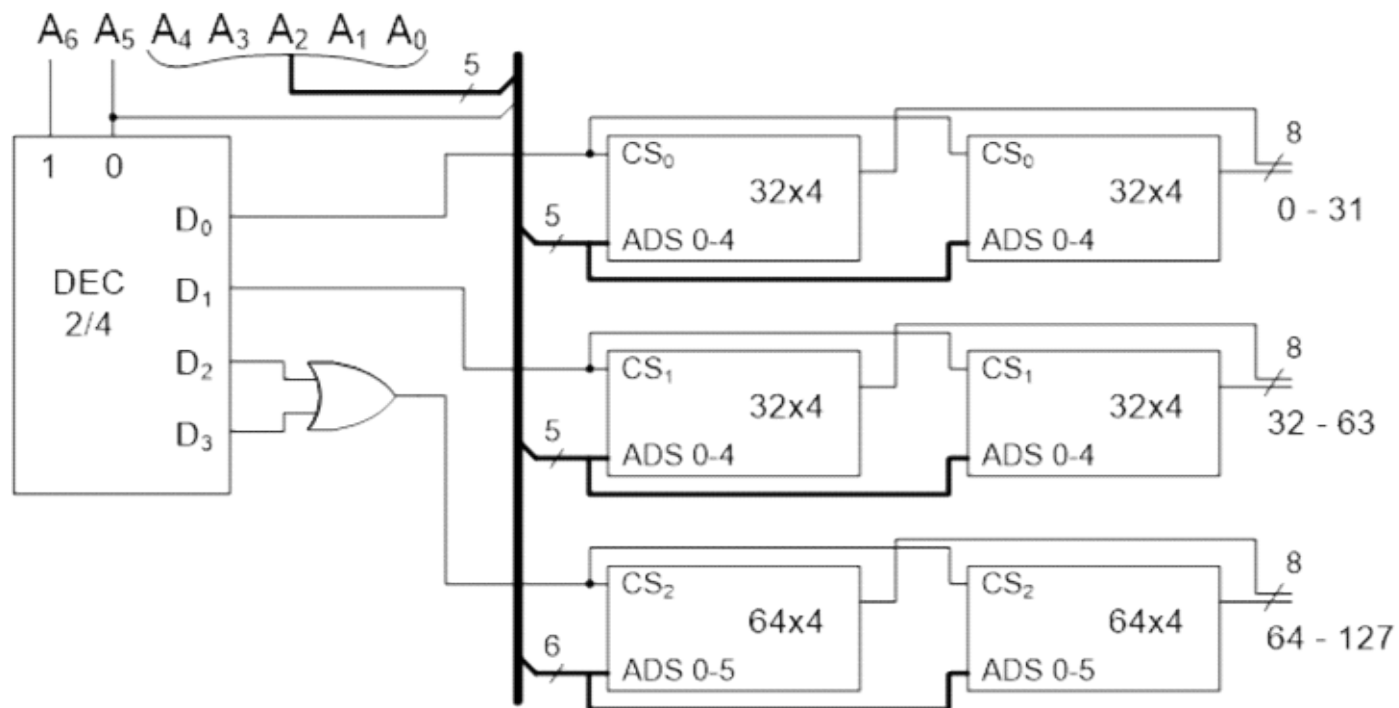 A₆ A₅ A₄ A₃ A₂ A₁ A₀
5
1 0
8
CS₀
32x4
CS₀
32x4
D₀
5
ADS 0-4
ADS 0-4
0 - 31
DEC
2/4
D₁
8
CS₁
32x4
CS₁
32x4
D₂
5
ADS 0-4
ADS 0-4
32 - 63
D₃
8
CS₂
64x4
CS₂
64x4
6
ADS 0-5
ADS 0-5
64 - 127